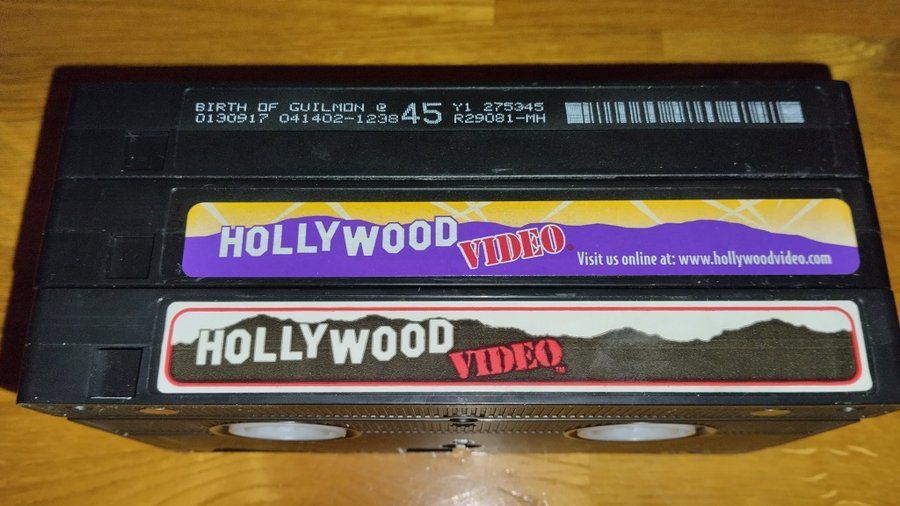 BIRTH OF GUILMON @ 45 Y1 275345
0130917 041402-1238 R29081-MH
HOLLYWOOD VIDEO® Visit us online at: www.hollywoodvideo.com
HOLLYWOOD VIDEO™